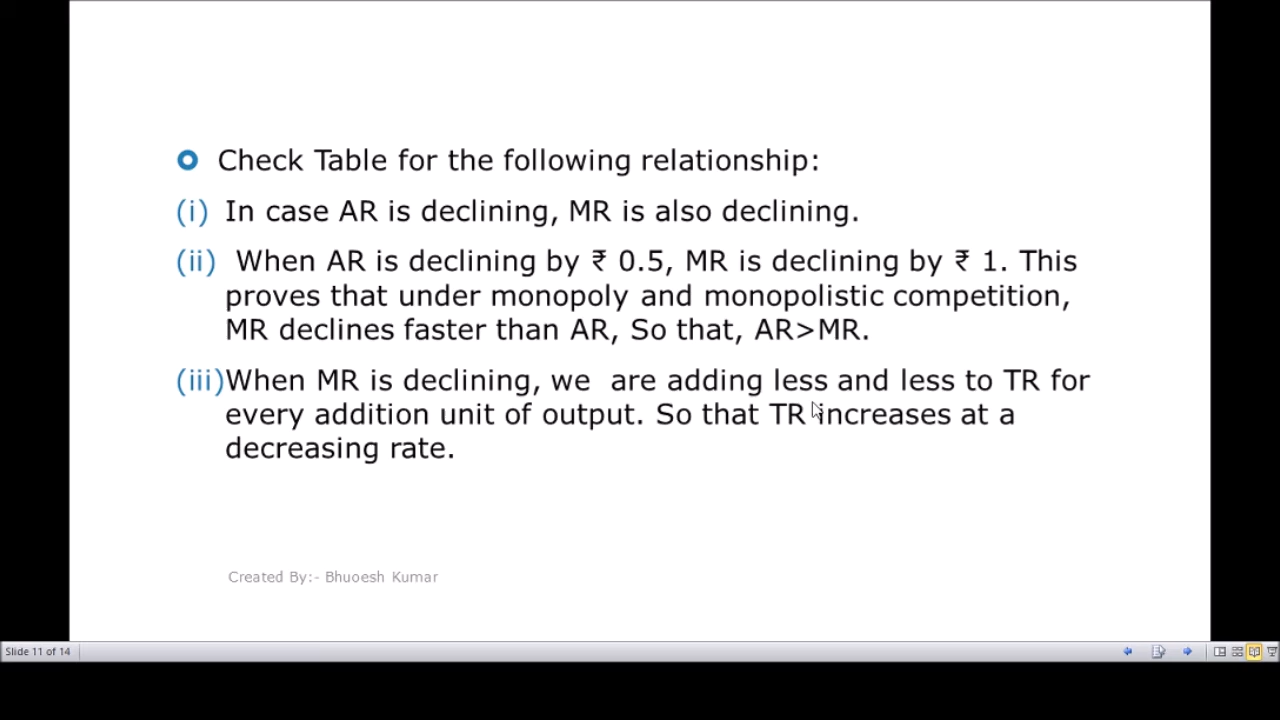 Check Table for the following relationship:
(i) In case AR is declining, MR is also declining.
(ii) When AR is declining by ₹ 0.5, MR is declining by ₹ 1. This
proves that under monopoly and monopolistic competition,
MR declines faster than AR, So that, AR>MR.
(iii)When MR is declining, we are adding less and less to TR for
every addition unit of output. So that TR increases at a
decreasing rate.
Created By:- Bhuoesh Kumar
Slide 11 of 14